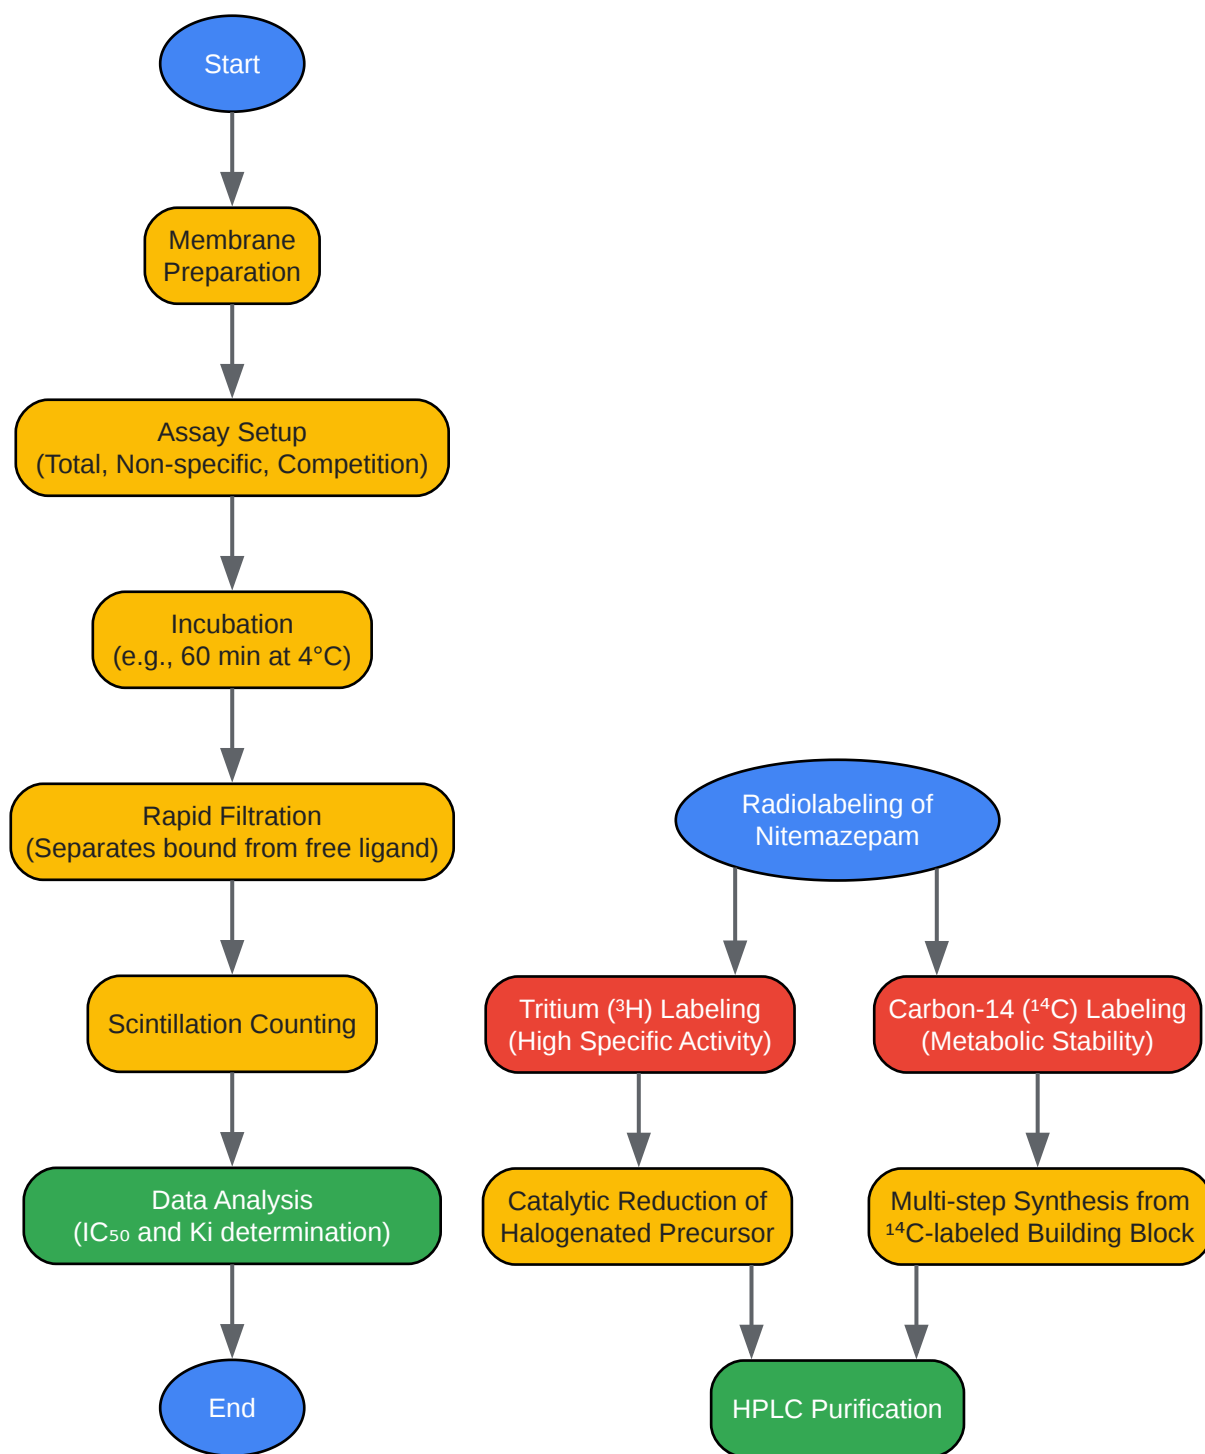 Start
Membrane
Preparation
Assay Setup
(Total, Non-specific, Competition)
Incubation
(e.g., 60 min at 4°C)
Rapid Filtration
(Separates bound from free ligand)
Scintillation Counting
Data Analysis
(IC₅₀ and Ki determination)
End
Radiolabeling of
Nitemazepam
Tritium (³H) Labeling
(High Specific Activity)
Carbon-14 (¹⁴C) Labeling
(Metabolic Stability)
Catalytic Reduction of
Halogenated Precursor
Multi-step Synthesis from
¹⁴C-labeled Building Block
HPLC Purification